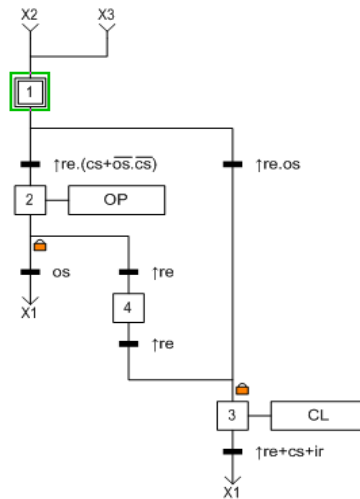 X2 X3
1
↑re.(cs+o̅s̅.c̅s̅) ↑re.os
2 OP
os ↑re
X1 4
↑re
3 CL
↑re+cs+ir
X1